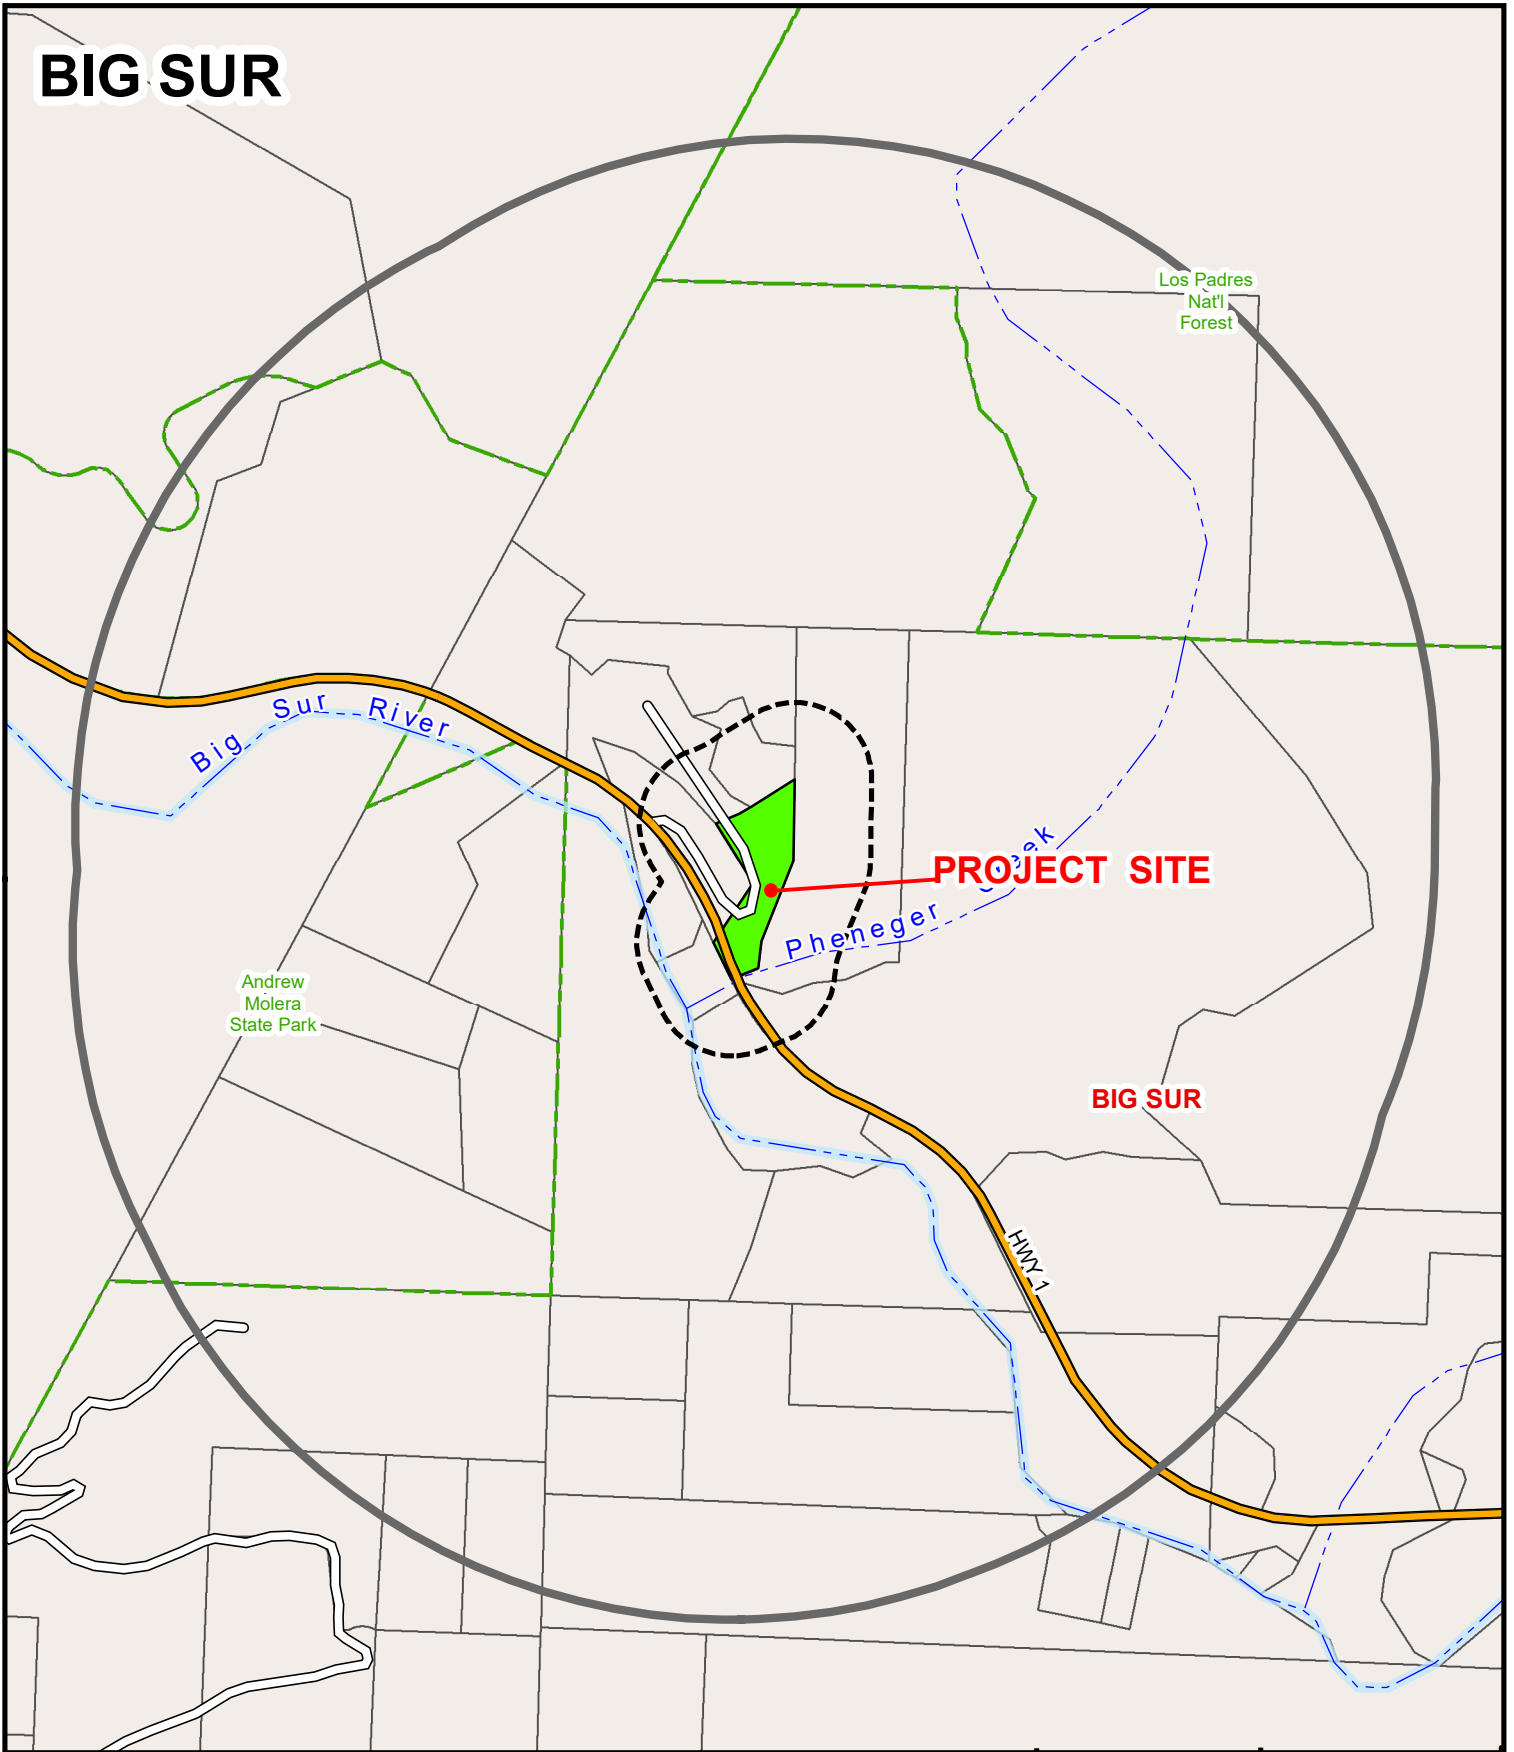 BIG SUR
Los Padres
Nat'l
Forest
Big Sur River
PROJECT SITE
Pheneger
Andrew
Molera
State Park
BIG SUR
HWY 1